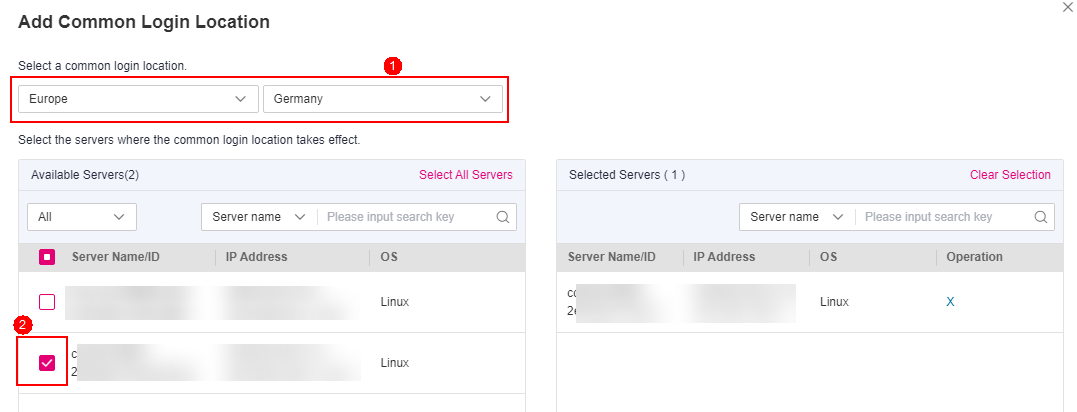 Add Common Login Location
Select a common login location.
1
Europe Germany
Select the servers where the common login location takes effect.
Available Servers(2) Select All Servers
Selected Servers ( 1 ) Clear Selection
All Server name Please input search key
Server name Please input search key
Server Name/ID IP Address OS
Server Name/ID IP Address OS Operation
Linux
Linux X
2
Linux